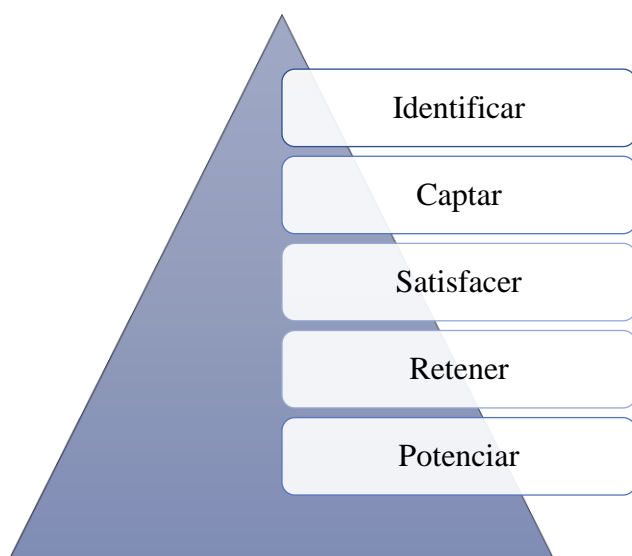 Identificar
Captar
Satisfacer
Retener
Potenciar